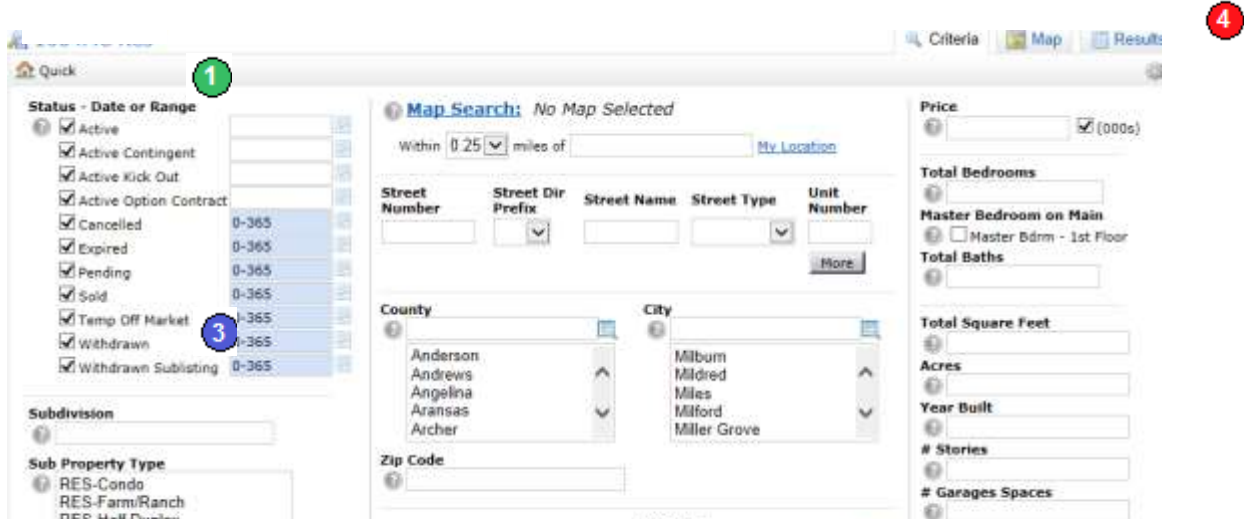 Criteria Map Results
4
Quick
1
Status - Date or Range
Active
Active Contingent
Active Kick Out
Active Option Contract
Cancelled 0-365
Expired 0-365
Pending 0-365
Sold 0-365
Temp Off Market 0-365
3
Withdrawn 0-365
Withdrawn Sublisting 0-365
Subdivision
Sub Property Type
RES-Condo
RES-Farm/Ranch
Map Search: No Map Selected
Within 0.25 miles of My Location
Street Number
Street Dir Prefix
Street Name
Street Type
Unit Number
More
County
Anderson
Andrews
Angelina
Aransas
Archer
City
Milburn
Mildred
Miles
Milford
Miller Grove
Zip Code
Price
(000s)
Total Bedrooms
Master Bedroom on Main
Master Bdrm - 1st Floor
Total Baths
Total Square Feet
Acres
Year Built
# Stories
# Garages Spaces